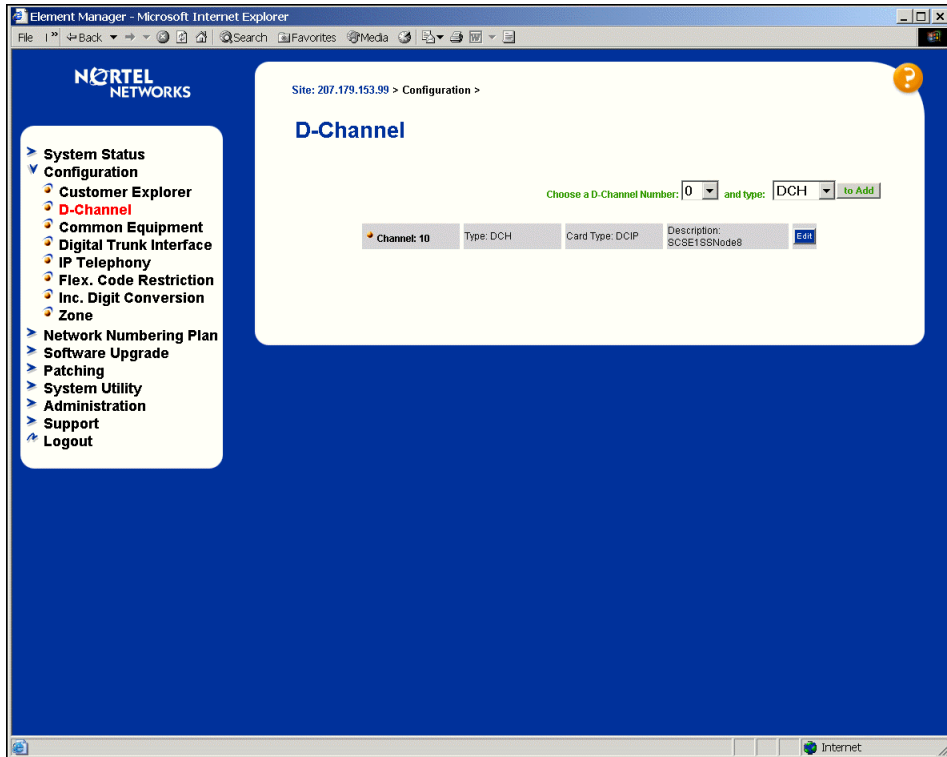 Element Manager - Microsoft Internet Explorer
File
Back
Search Favorites Media
NORTEL
NETWORKS
Site: 207.179.153.99 > Configuration >
D-Channel
System Status
Configuration
Customer Explorer
D-Channel
Common Equipment
Digital Trunk Interface
IP Telephony
Flex. Code Restriction
Inc. Digit Conversion
Zone
Network Numbering Plan
Software Upgrade
Patching
System Utility
Administration
Support
Logout
Choose a D-Channel Number: 0 and type: DCH to Add
Channel: 10 Type: DCH Card Type: DCIP Description: SCSE1SSNode8 Edit
Internet